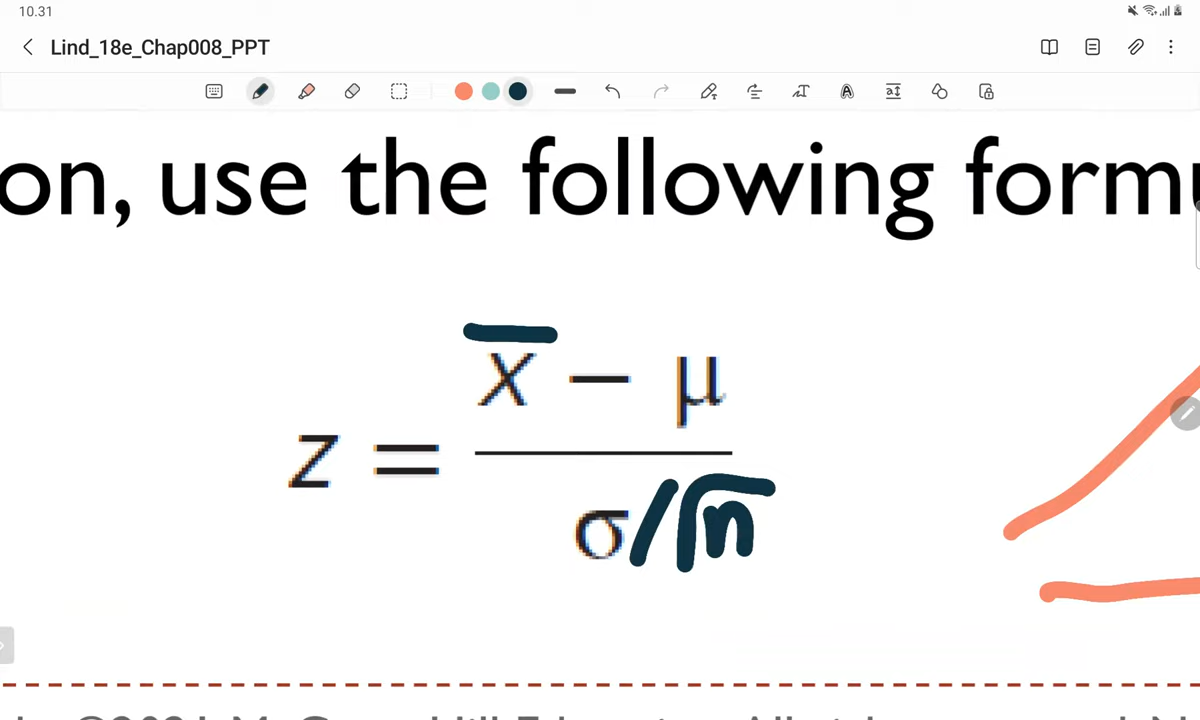 10.31
Lind_18e_Chap008_PPT
on, use the following form
z = x̅ − μ
σ/√n